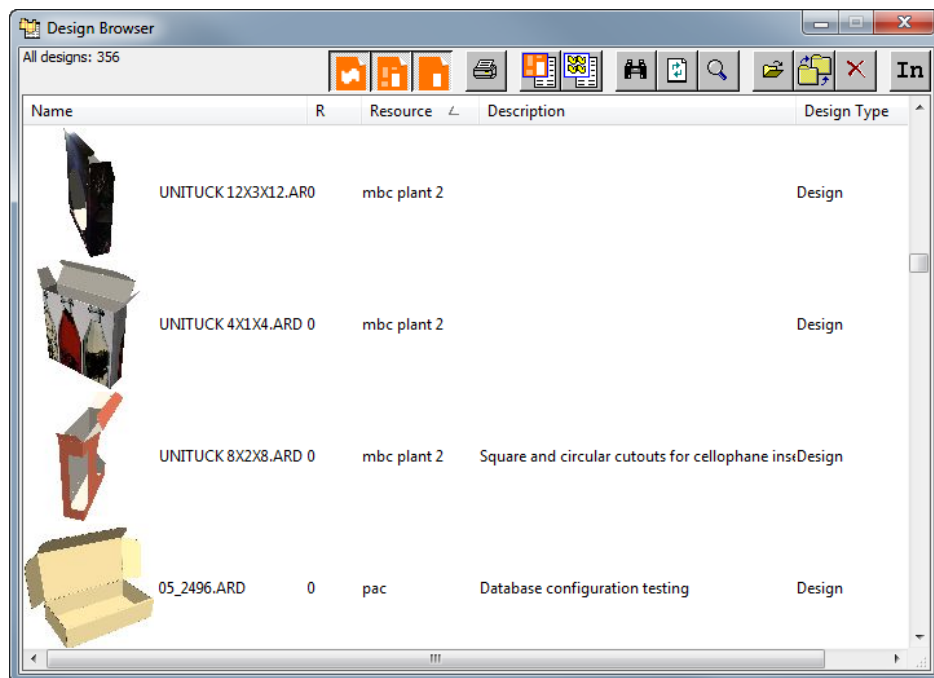 Design Browser
All designs: 356
In
Name R Resource Description Design Type
UNITUCK 12X3X12.AR0 mbc plant 2 Design
UNITUCK 4X1X4.ARD 0 mbc plant 2 Design
UNITUCK 8X2X8.ARD 0 mbc plant 2 Square and circular cutouts for cellophane inseDesign
05_2496.ARD 0 pac Database configuration testing Design